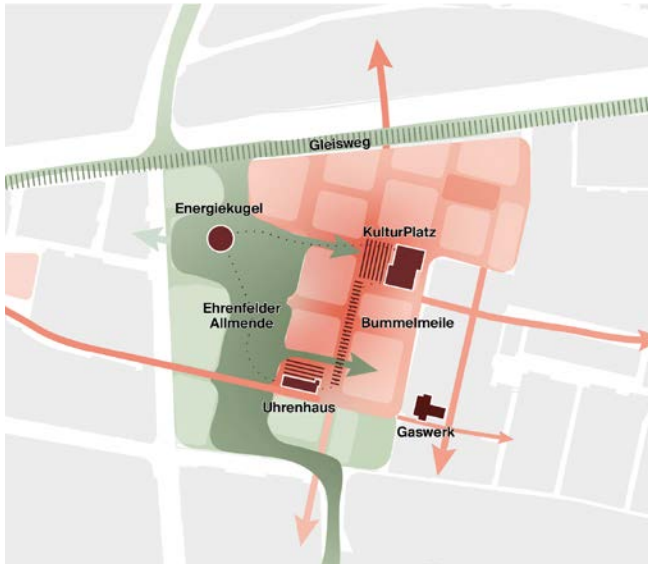 Gleisweg
Energiekugel
KulturPlatz
Ehrenfelder
Allmende
Bummelmeile
Uhrenhaus
Gaswerk